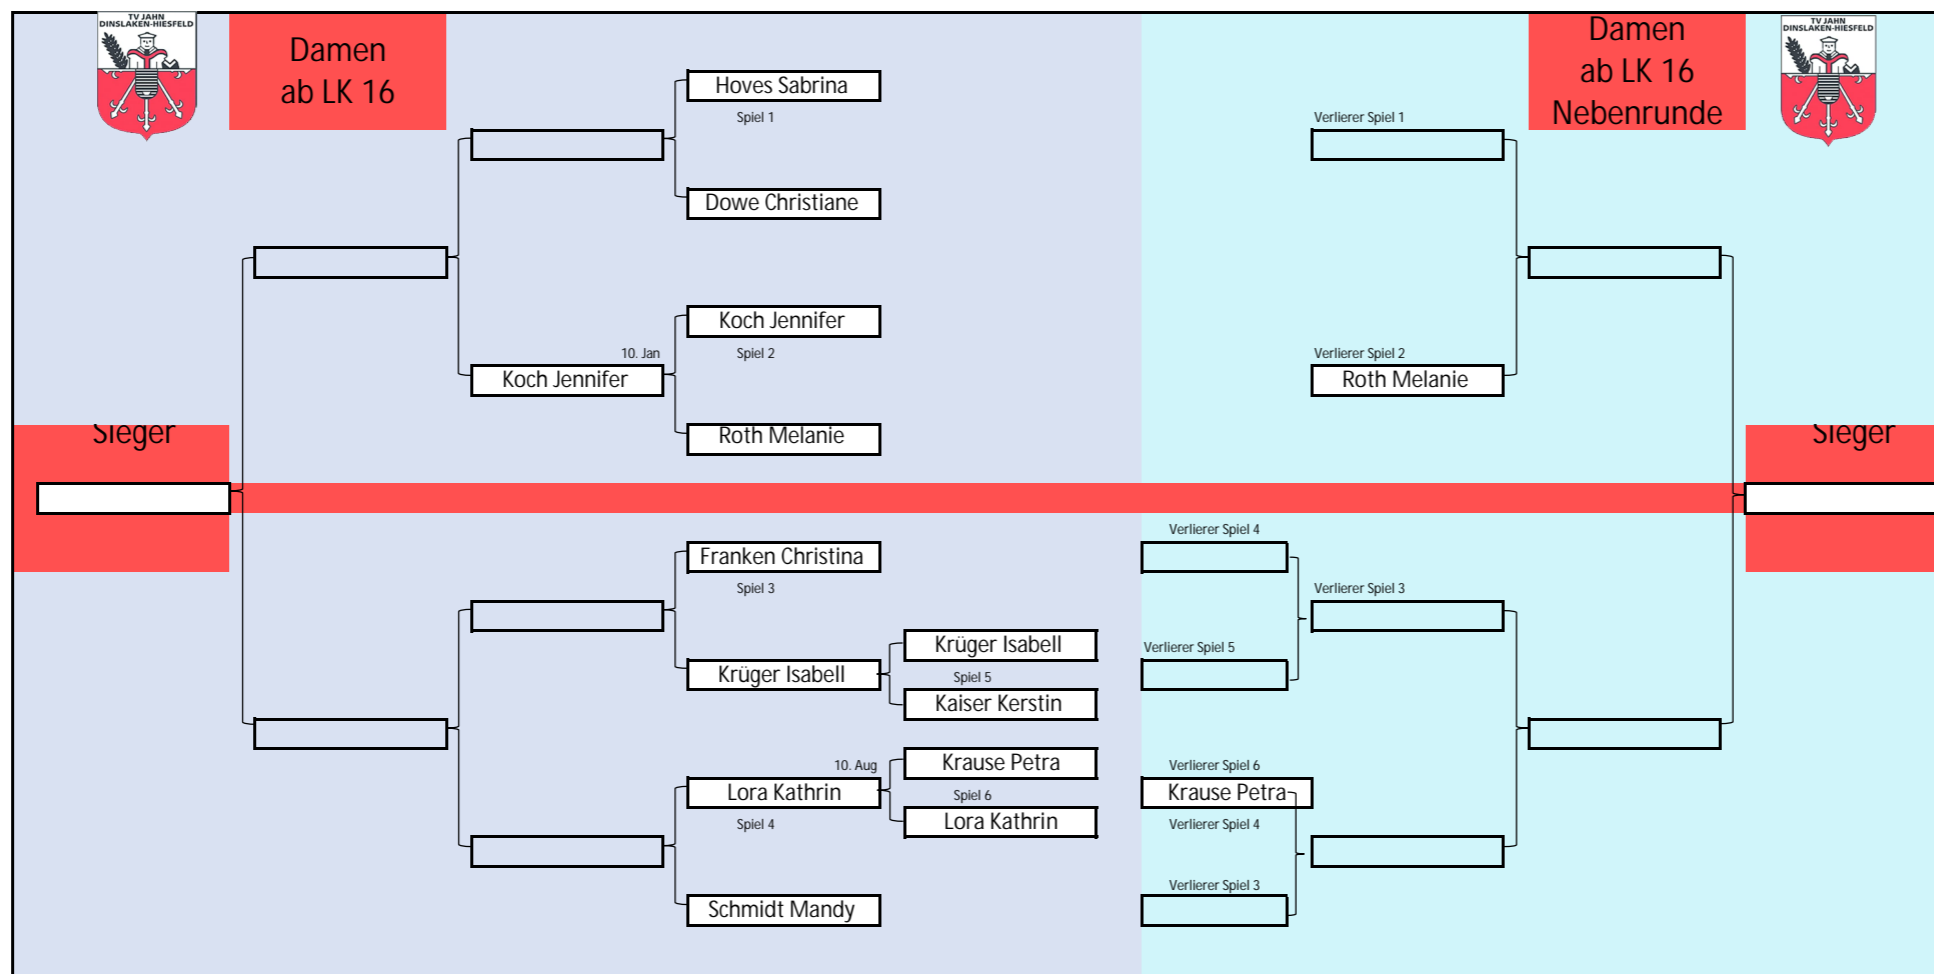 TV JAHN
DINSLAKEN-HIESFELD
Damen
ab LK 16
Damen
ab LK 16
Nebenrunde
TV JAHN
DINSLAKEN-HIESFELD
Hoves Sabrina
Spiel 1
Verlierer Spiel 1
Dowe Christiane
Koch Jennifer
10. Jan
Spiel 2
Verlierer Spiel 2
Koch Jennifer
Roth Melanie
Roth Melanie
Sieger
Sieger
Verlierer Spiel 4
Franken Christina
Spiel 3
Verlierer Spiel 3
Krüger Isabell
Verlierer Spiel 5
Krüger Isabell
Spiel 5
Kaiser Kerstin
Krause Petra
10. Aug
Verlierer Spiel 6
Lora Kathrin
Spiel 6
Krause Petra
Spiel 4
Lora Kathrin
Verlierer Spiel 4
Verlierer Spiel 3
Schmidt Mandy